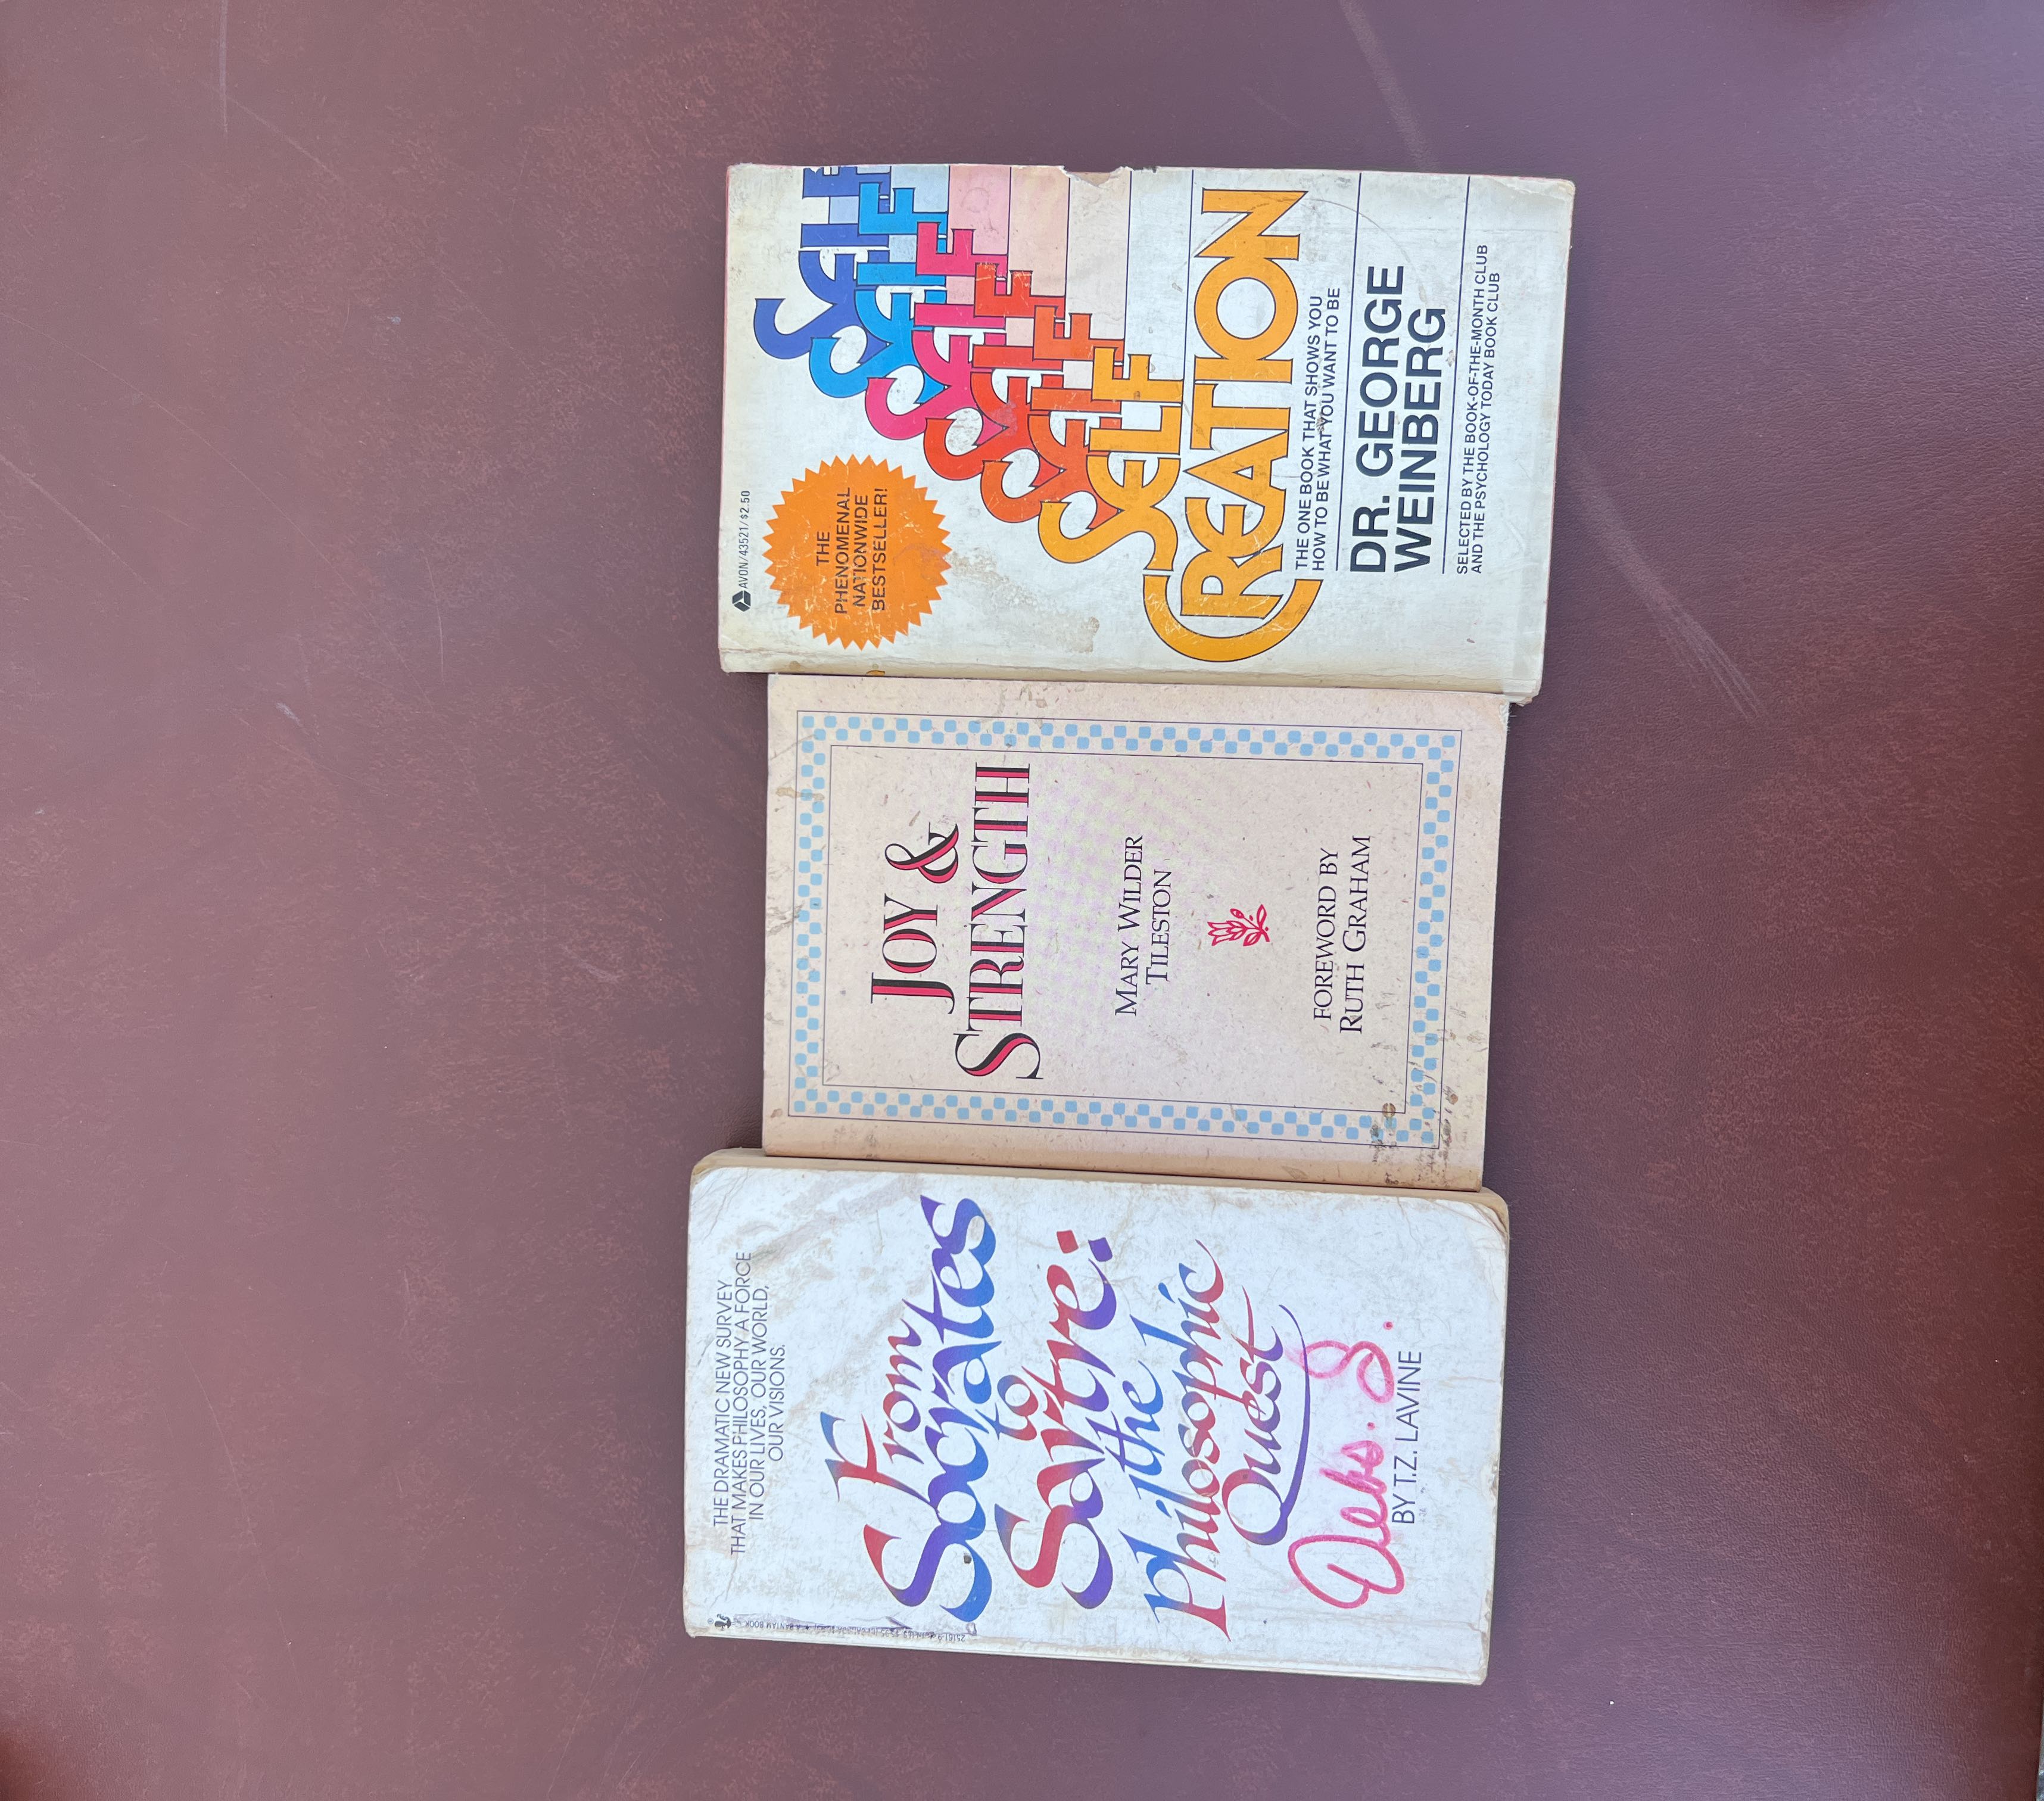 THE DRAMATIC NEW SURVEY
THAT MAKES PHILOSOPHY A FORCE
IN OUR LIVES, OUR WORLD,
OUR VISIONS.
From
Socrates
to
Sartre:
the
Philosophic
Quest
Debs. S.
BY T.Z. LAVINE
A BANTAM BOOK
JOY &
STRENGTH
MARY WILDER
TILESTON
FOREWORD BY
RUTH GRAHAM
AVON/43521/$2.50
THE
PHENOMENAL
NATIONWIDE
BESTSELLER!
SELF
SELF
SELF
SELF
SELF
SELF
CREATION
THE ONE BOOK THAT SHOWS YOU
HOW TO BE WHAT YOU WANT TO BE
DR. GEORGE
WEINBERG
SELECTED BY THE BOOK-OF-THE-MONTH CLUB
AND THE PSYCHOLOGY TODAY BOOK CLUB